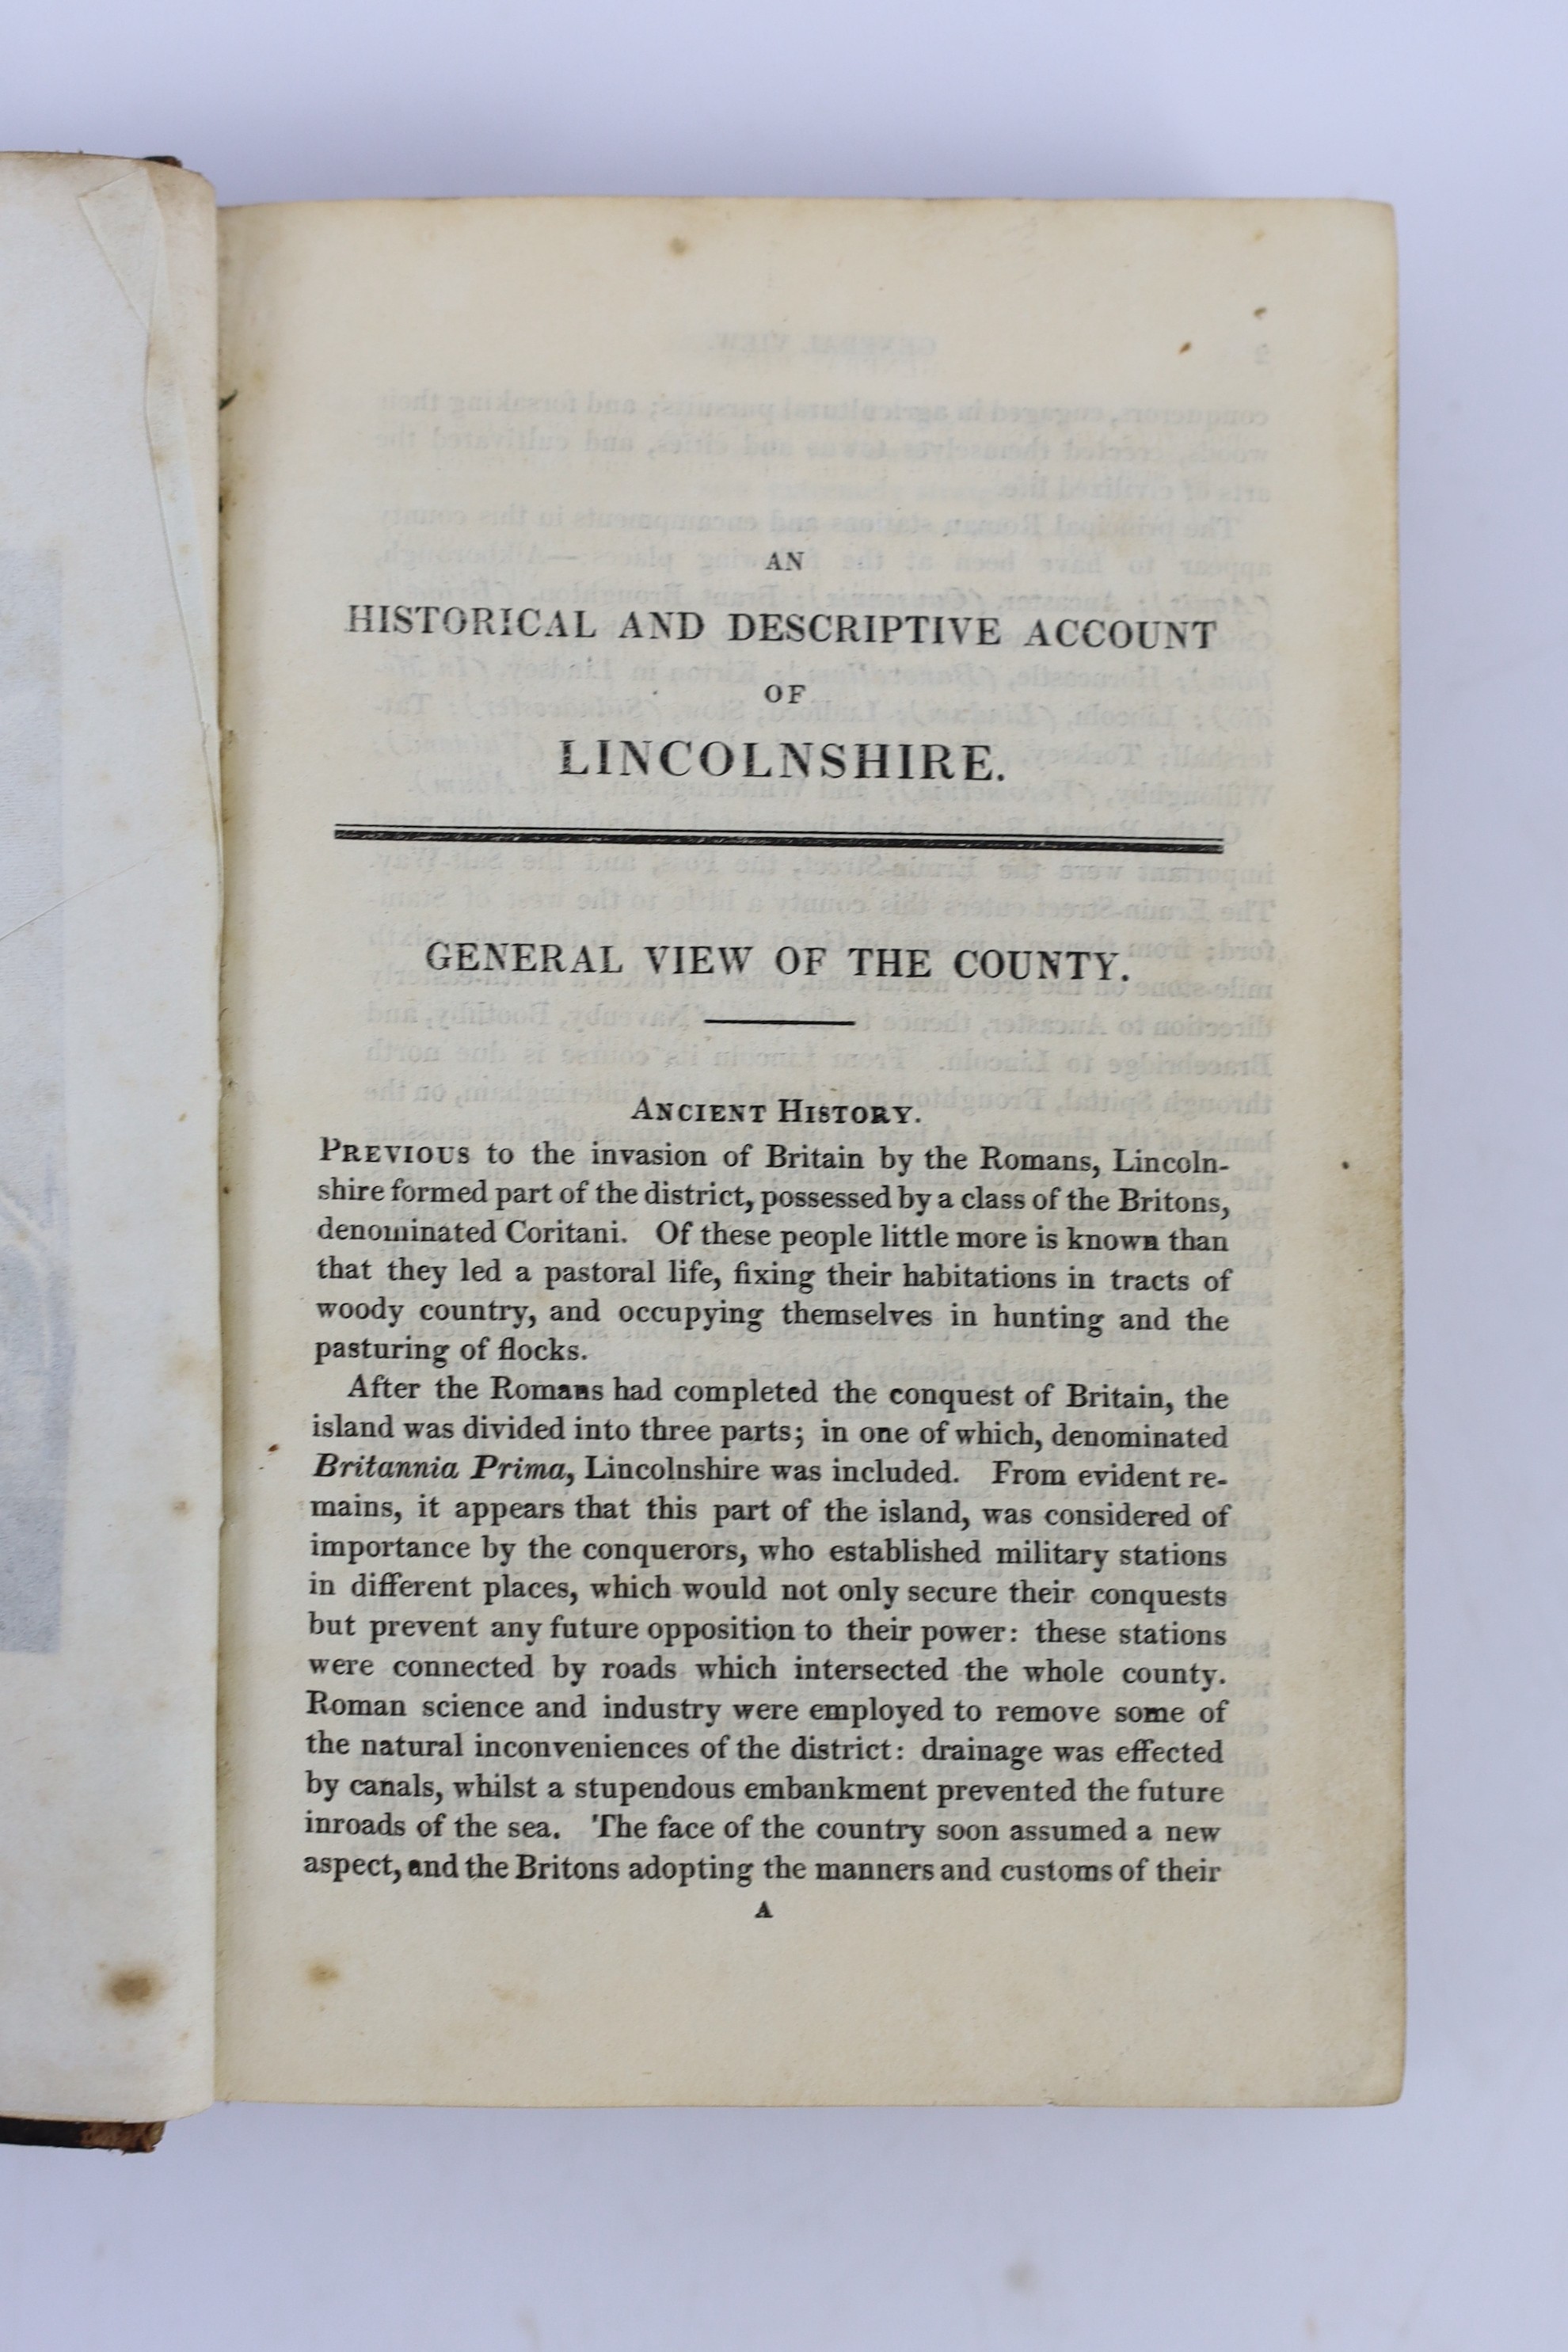 AN
HISTORICAL AND DESCRIPTIVE ACCOUNT
OF
LINCOLNSHIRE.
GENERAL VIEW OF THE COUNTY.
ANCIENT HISTORY.
PREVIOUS to the invasion of Britain by the Romans, Lincoln-
shire formed part of the district, possessed by a class of the Britons,
denominated Coritani. Of these people little more is known than
that they led a pastoral life, fixing their habitations in tracts of
woody country, and occupying themselves in hunting and the
pasturing of flocks.
After the Romans had completed the conquest of Britain, the
island was divided into three parts; in one of which, denominated
Britannia Prima, Lincolnshire was included. From evident re-
mains, it appears that this part of the island, was considered of
importance by the conquerors, who established military stations
in different places, which would not only secure their conquests
but prevent any future opposition to their power: these stations
were connected by roads which intersected the whole county.
Roman science and industry were employed to remove some of
the natural inconveniences of the district: drainage was effected
by canals, whilst a stupendous embankment prevented the future
inroads of the sea. The face of the country soon assumed a new
aspect, and the Britons adopting the manners and customs of their
A